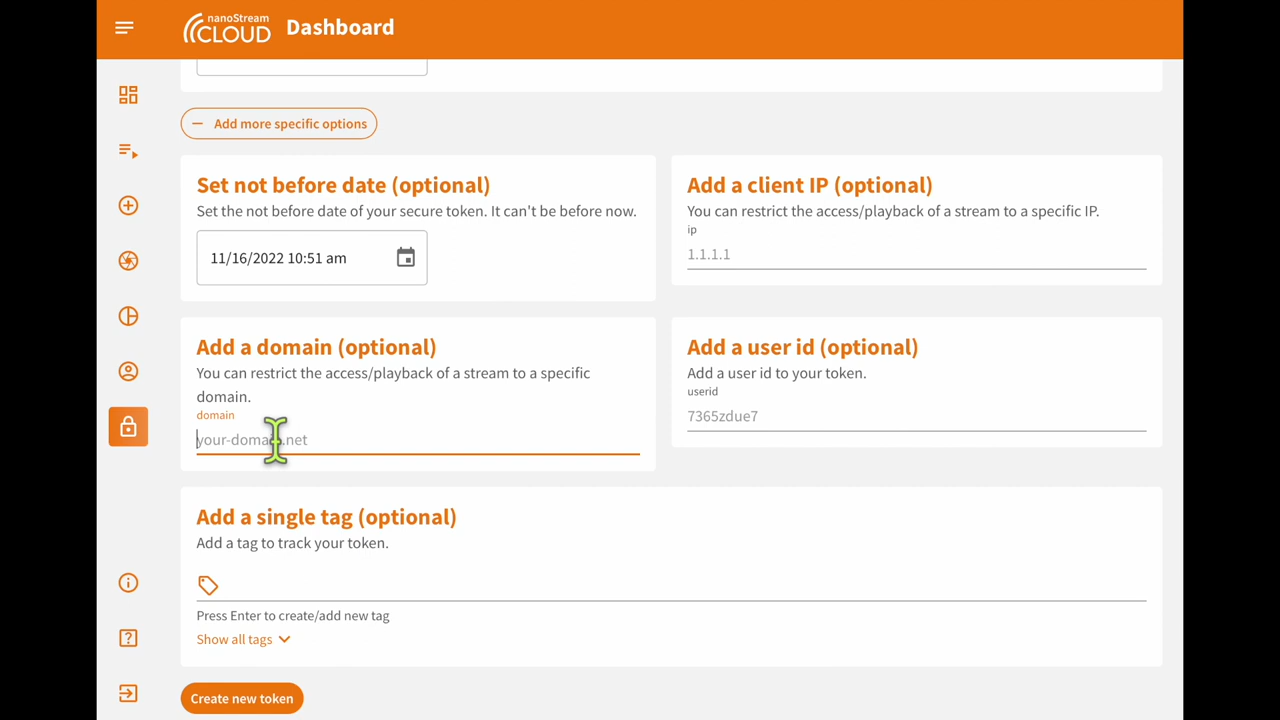 nanoStream
CLOUD
Dashboard
Add more specific options
Set not before date (optional)
Set the not before date of your secure token. It can't be before now.
11/16/2022 10:51 am
Add a client IP (optional)
You can restrict the access/playback of a stream to a specific IP.
ip
1.1.1.1
Add a domain (optional)
You can restrict the access/playback of a stream to a specific
domain.
domain
your-domain.net
Add a user id (optional)
Add a user id to your token.
userid
7365zdue7
Add a single tag (optional)
Add a tag to track your token.
Press Enter to create/add new tag
Show all tags
Create new token